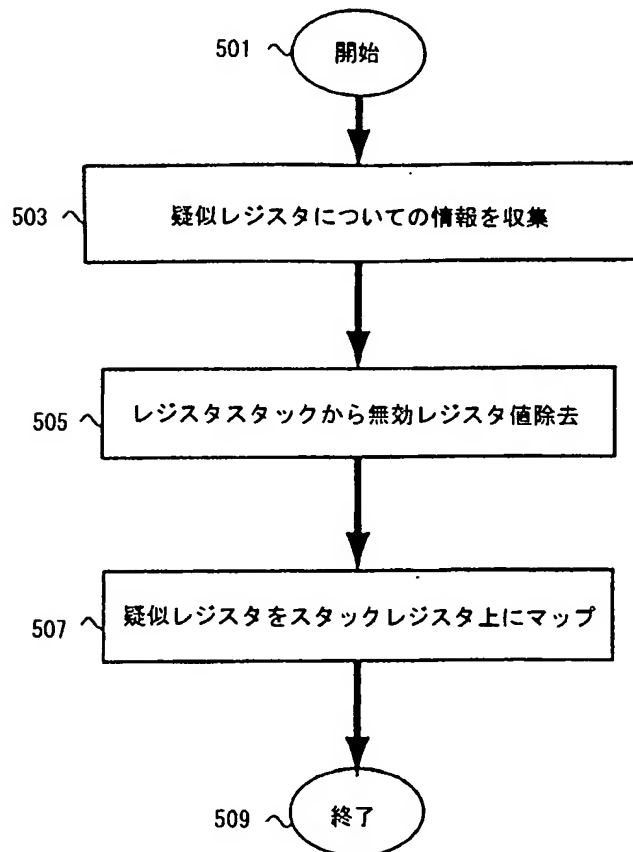 501
開始
503
疑似レジスタについての情報を収集
505
レジスタスタックから無効レジスタ値除去
507
疑似レジスタをスタックレジスタ上にマップ
509
終了